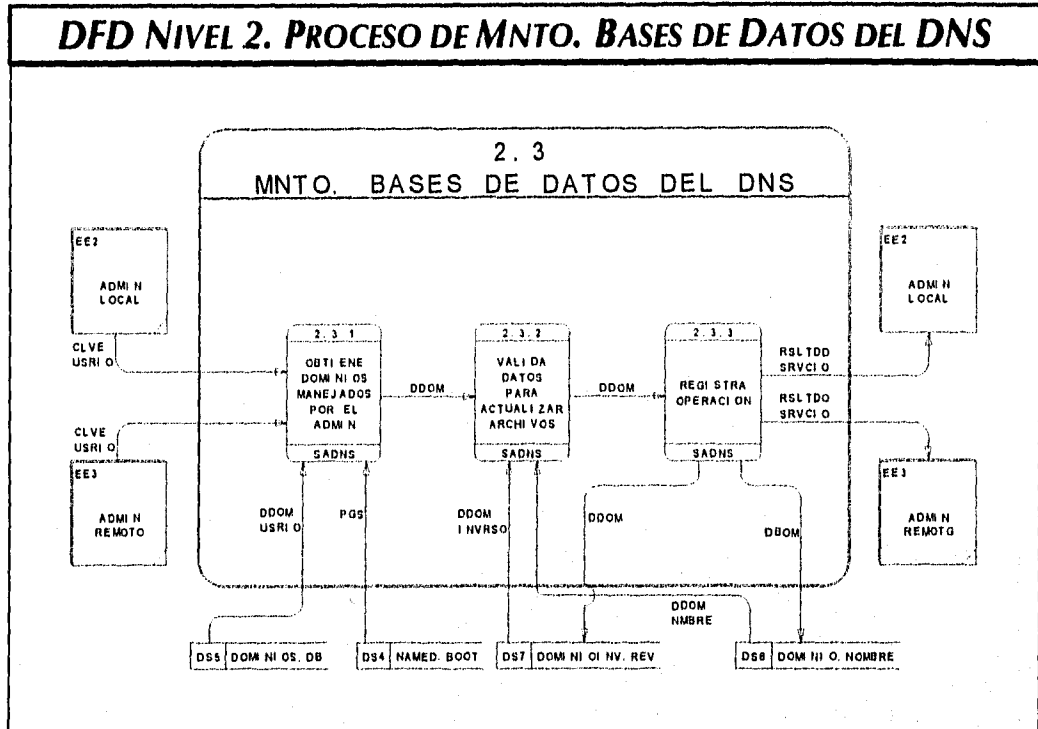 DFD NIVEL 2. PROCESO DE MNTO. BASES DE DATOS DEL DNS
2.3
MNTO. BASES DE DATOS DEL DNS
EE2
ADMIN
LOCAL
CLVE
USRIO
CLVE
USRIO
EE3
ADMIN
REMOTO
2.3.1
OBTIENE
DOMINIOS
MANEJADOS
POR EL
ADMIN
SADNS
DDOM
2.3.2
VALIDA
DATOS
PARA
ACTUALIZAR
ARCHIVOS
SADNS
DDOM
2.3.3
REGISTRA
OPERACION
SADNS
RSLTDO
SRVCIO
RSLTDO
SRVCIO
EE2
ADMIN
LOCAL
EE3
ADMIN
REMOTO
DDOM
USRIO
PGS
DDOM
INVRSO
DDOM
DDOM
DDOM
NMBRE
DS5 DOMINIOS.DB
DS4 NAMED.BOOT
DS7 DOMINIOINV.REV
DS6 DOMINIO.NOMBRE